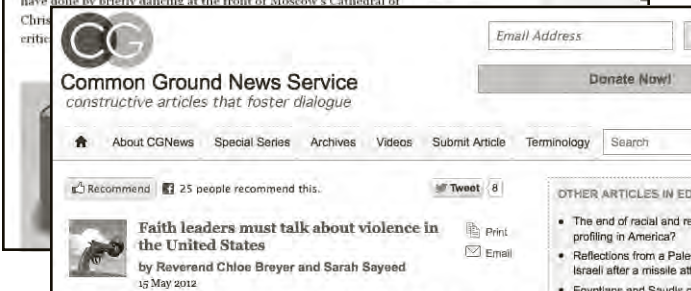 have done by briefly dancing at the front of Moscow's Cathedral of
Chris
critic
CG
Email Address
Common Ground News Service
constructive articles that foster dialogue
Donate Now!
About CGNews Special Series Archives Videos Submit Article Terminology Search
Recommend 25 people recommend this. Tweet 8
OTHER ARTICLES IN ED
Faith leaders must talk about violence in
the United States
Print
Email
by Reverend Chloe Breyer and Sarah Sayeed
15 May 2012
• The end of racial and re
profiling in America?
• Reflections from a Pale
Israeli after a missile att
• Egyptians and Saudis